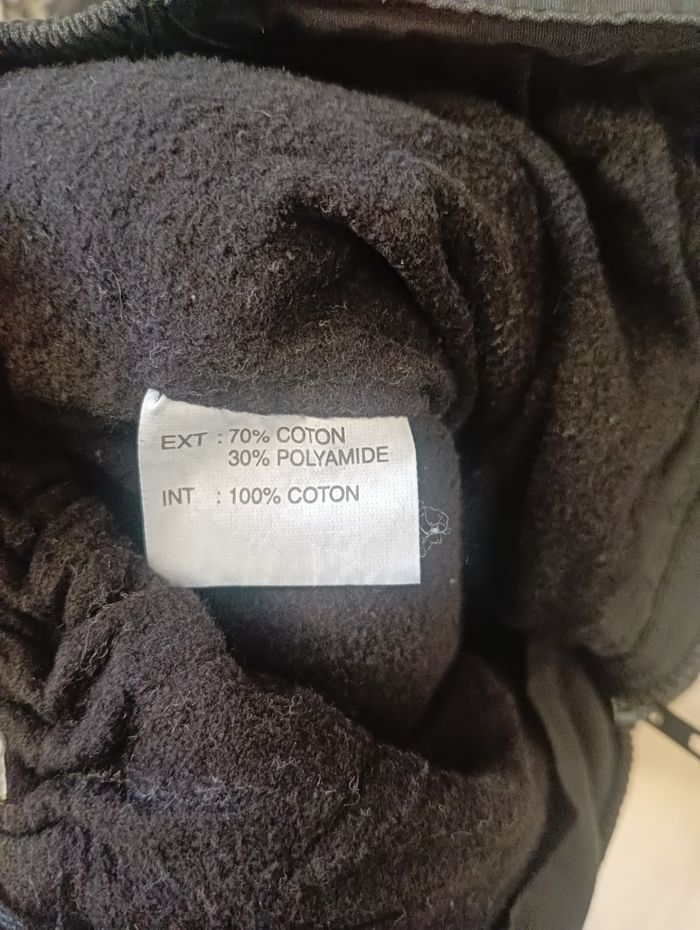 EXT : 70% COTON
30% POLYAMIDE
INT : 100% COTON